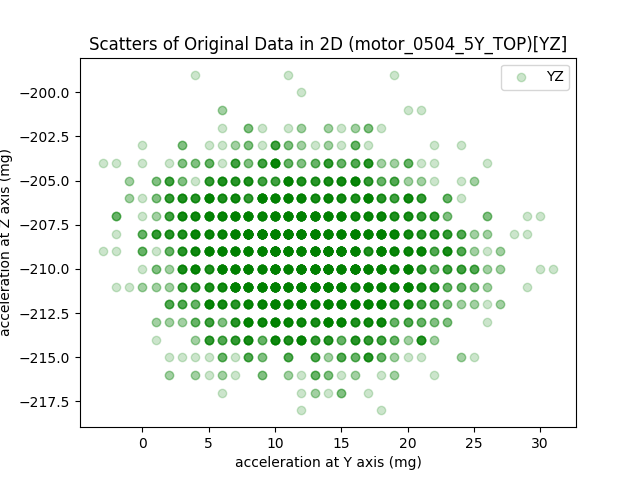 Scatters of Original Data in 2D (motor_0504_5Y_TOP)[YZ]
YZ
−200.0
−202.5
−205.0
−207.5
−210.0
−212.5
−215.0
−217.5
acceleration at Z axis (mg)
0 5 10 15 20 25 30
acceleration at Y axis (mg)